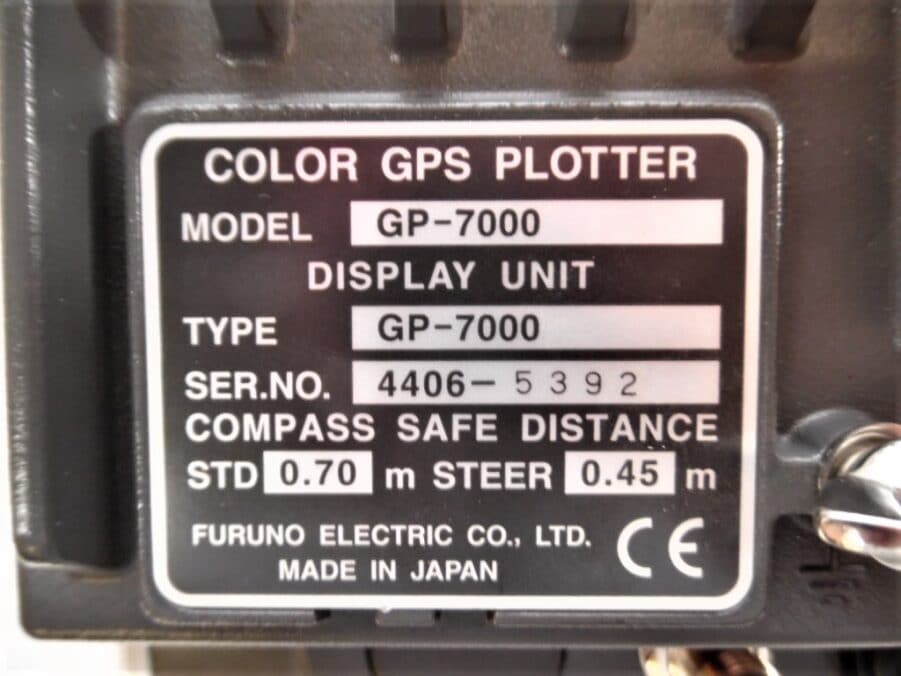 COLOR GPS PLOTTER
MODEL GP-7000
DISPLAY UNIT
TYPE GP-7000
SER.NO. 4406-5392
COMPASS SAFE DISTANCE
STD 0.70 m STEER 0.45 m
FURUNO ELECTRIC CO., LTD. CE
MADE IN JAPAN